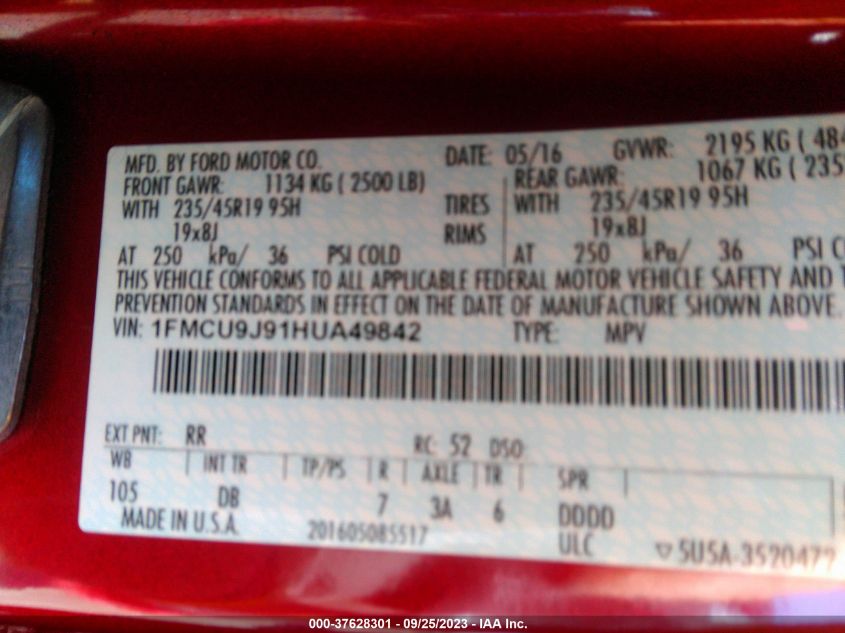 MFD. BY FORD MOTOR CO. DATE: 05/16 GVWR: 2195 KG ( 484
FRONT GAWR: 1134 KG ( 2500 LB) REAR GAWR: 1067 KG ( 235
WITH 235/45R19 95H TIRES WITH 235/45R19 95H
19x8J RIMS 19x8J
AT 250 kPa/ 36 PSI COLD AT 250 kPa/ 36 PSI C
THIS VEHICLE CONFORMS TO ALL APPLICABLE FEDERAL MOTOR VEHICLE SAFETY AND T
PREVENTION STANDARDS IN EFFECT ON THE DATE OF MANUFACTURE SHOWN ABOVE.
VIN: 1FMCU9J91HUA49842 TYPE: MPV
EXT PNT: RR RC: 52 DSO:
WB INT TR TP/PS R AXLE TR SPR
105 DB 7 3A 6 DDDD
MADE IN U.S.A. 201605085517 ULC ▽ 5U5A-3520472
000-37628301 - 09/25/2023 - IAA Inc.